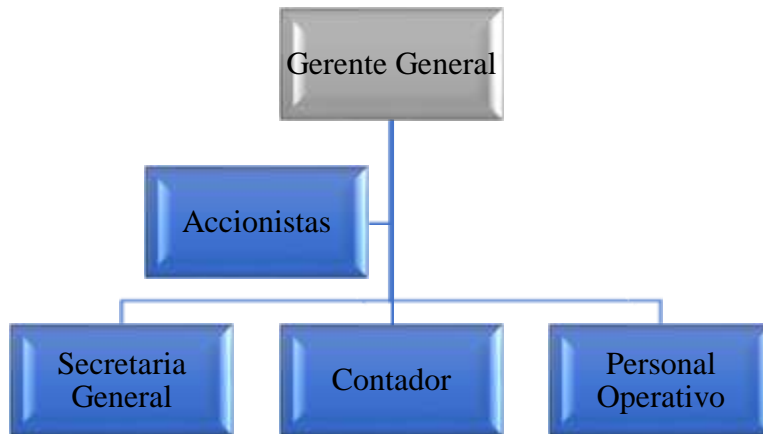 Gerente General
Accionistas
Secretaria
General
Contador
Personal
Operativo